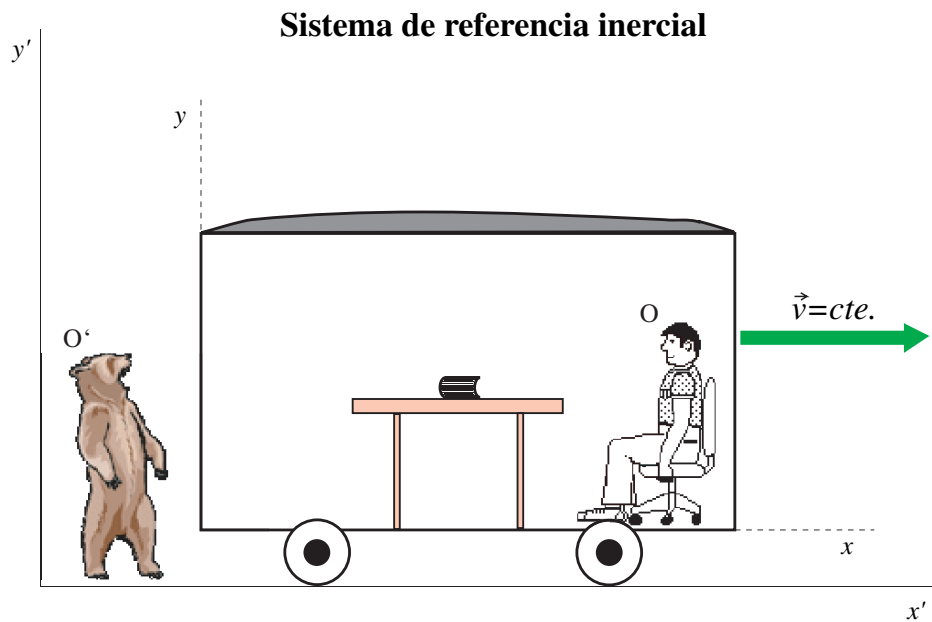 Sistema de referencia inercial
y'
y
O
v⃗=cte.
O‘
x
x'